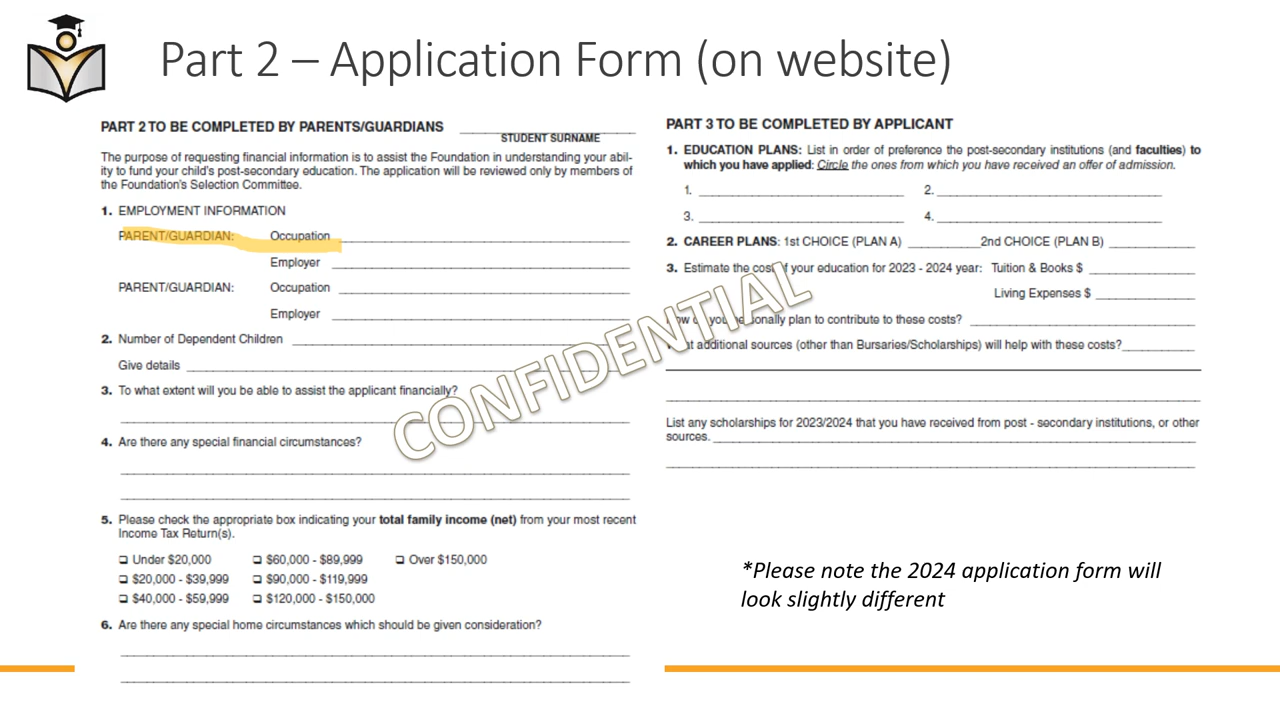 Part 2 – Application Form (on website)
PART 2 TO BE COMPLETED BY PARENTS/GUARDIANS
STUDENT SURNAME
The purpose of requesting financial information is to assist the Foundation in understanding your abil-
ity to fund your child's post-secondary education. The application will be reviewed only by members of
the Foundation's Selection Committee.
1. EMPLOYMENT INFORMATION
PARENT/GUARDIAN: Occupation
Employer
PARENT/GUARDIAN: Occupation
Employer
2. Number of Dependent Children
Give details
3. To what extent will you be able to assist the applicant financially?
4. Are there any special financial circumstances?
5. Please check the appropriate box indicating your total family income (net) from your most recent
Income Tax Return(s).
❏ Under $20,000 ❏ $60,000 - $89,999 ❏ Over $150,000
❏ $20,000 - $39,999 ❏ $90,000 - $119,999
❏ $40,000 - $59,999 ❏ $120,000 - $150,000
6. Are there any special home circumstances which should be given consideration?
CONFIDENTIAL
PART 3 TO BE COMPLETED BY APPLICANT
1. EDUCATION PLANS: List in order of preference the post-secondary institutions (and faculties) to
which you have applied: Circle the ones from which you have received an offer of admission.
1. 2.
3. 4.
2. CAREER PLANS: 1st CHOICE (PLAN A) 2nd CHOICE (PLAN B)
3. Estimate the cost of your education for 2023 - 2024 year: Tuition & Books $
Living Expenses $
you personally plan to contribute to these costs?
additional sources (other than Bursaries/Scholarships) will help with these costs?
List any scholarships for 2023/2024 that you have received from post - secondary institutions, or other
sources.
*Please note the 2024 application form will
look slightly different